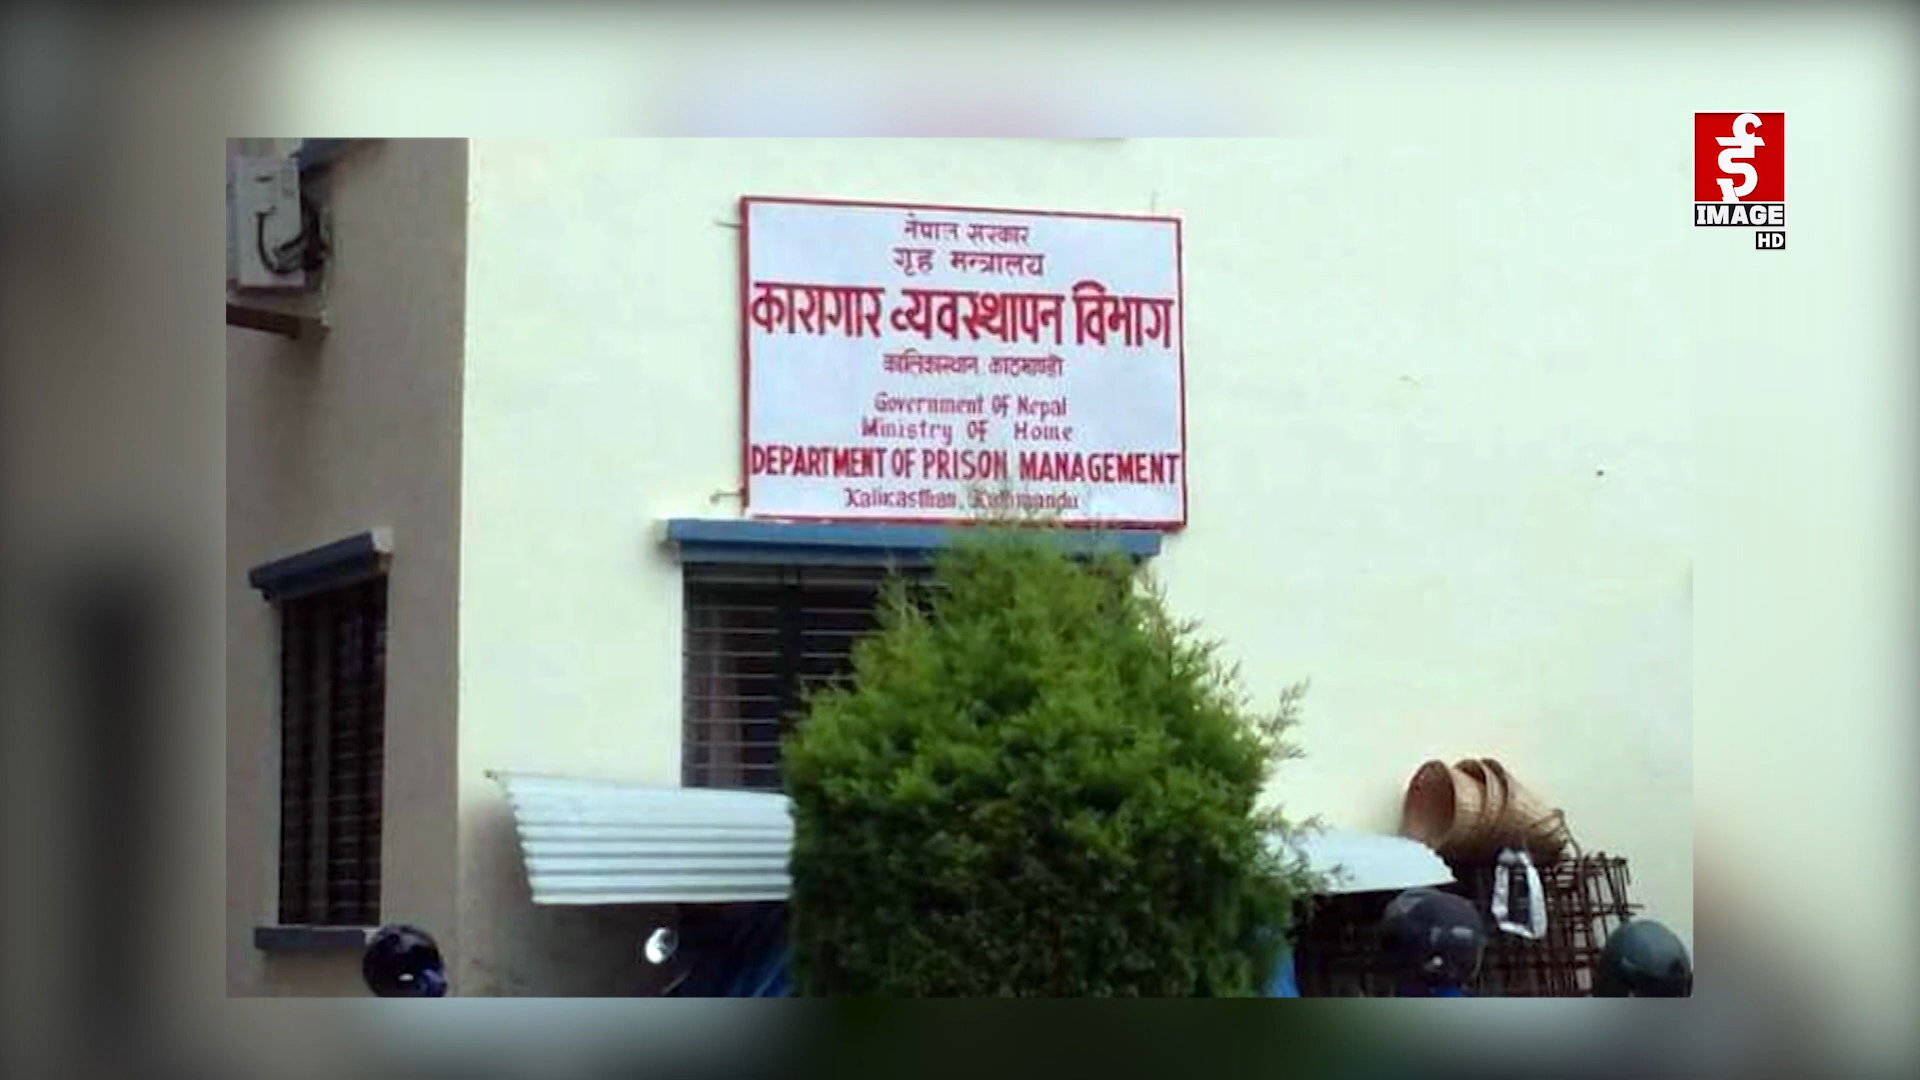 नेपाल सरकार
गृह मन्त्रालय
कारागार व्यवस्थापन विभाग
कालिकास्थान काठमाण्डौ
Government OF Nepal
Ministry OF Home
DEPARTMENT OF PRISON MANAGEMENT
Kalikasthan, Kathmandu
IMAGE
HD